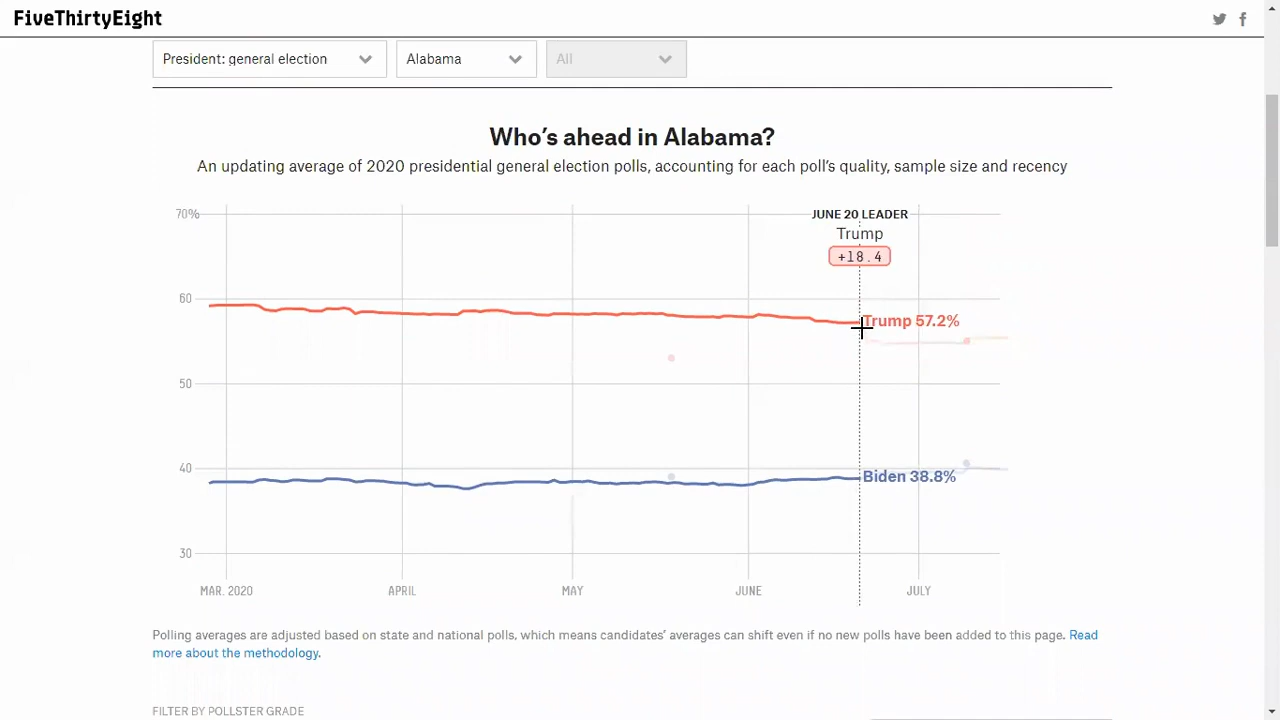 FiveThirtyEight
President: general election Alabama All
Who's ahead in Alabama?
An updating average of 2020 presidential general election polls, accounting for each poll's quality, sample size and recency
70%
JUNE 20 LEADER
Trump
+18.4
60
Trump 57.2%
50
40
Biden 38.8%
30
MAR. 2020 APRIL MAY JUNE JULY
Polling averages are adjusted based on state and national polls, which means candidates' averages can shift even if no new polls have been added to this page. Read
more about the methodology.
FILTER BY POLLSTER GRADE